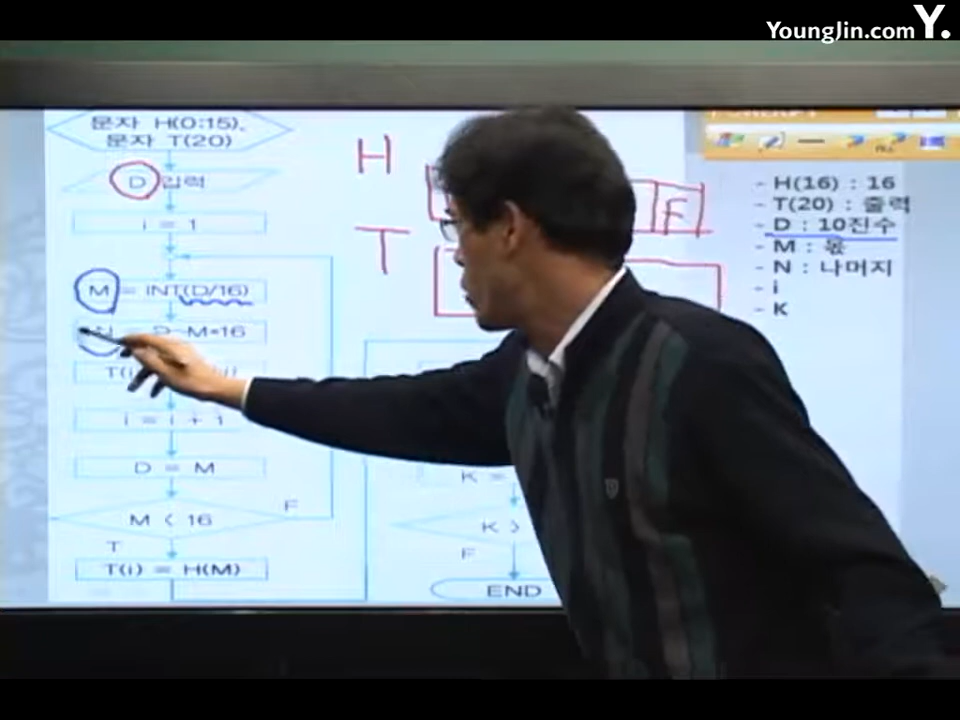 YoungJin.com Y.
문자 H(0:15),
문자 T(20)
D 입력
i = 1
M = INT(D/16)
N = D-M*16
T(i
i = i + 1
D = M
M < 16
F
T
T(i) = H(M)
H
F
T
K =
K >
F
END
- H(16) : 16
- T(20) : 출력
- D : 10진수
- M : 몫
- N : 나머지
- i
- K